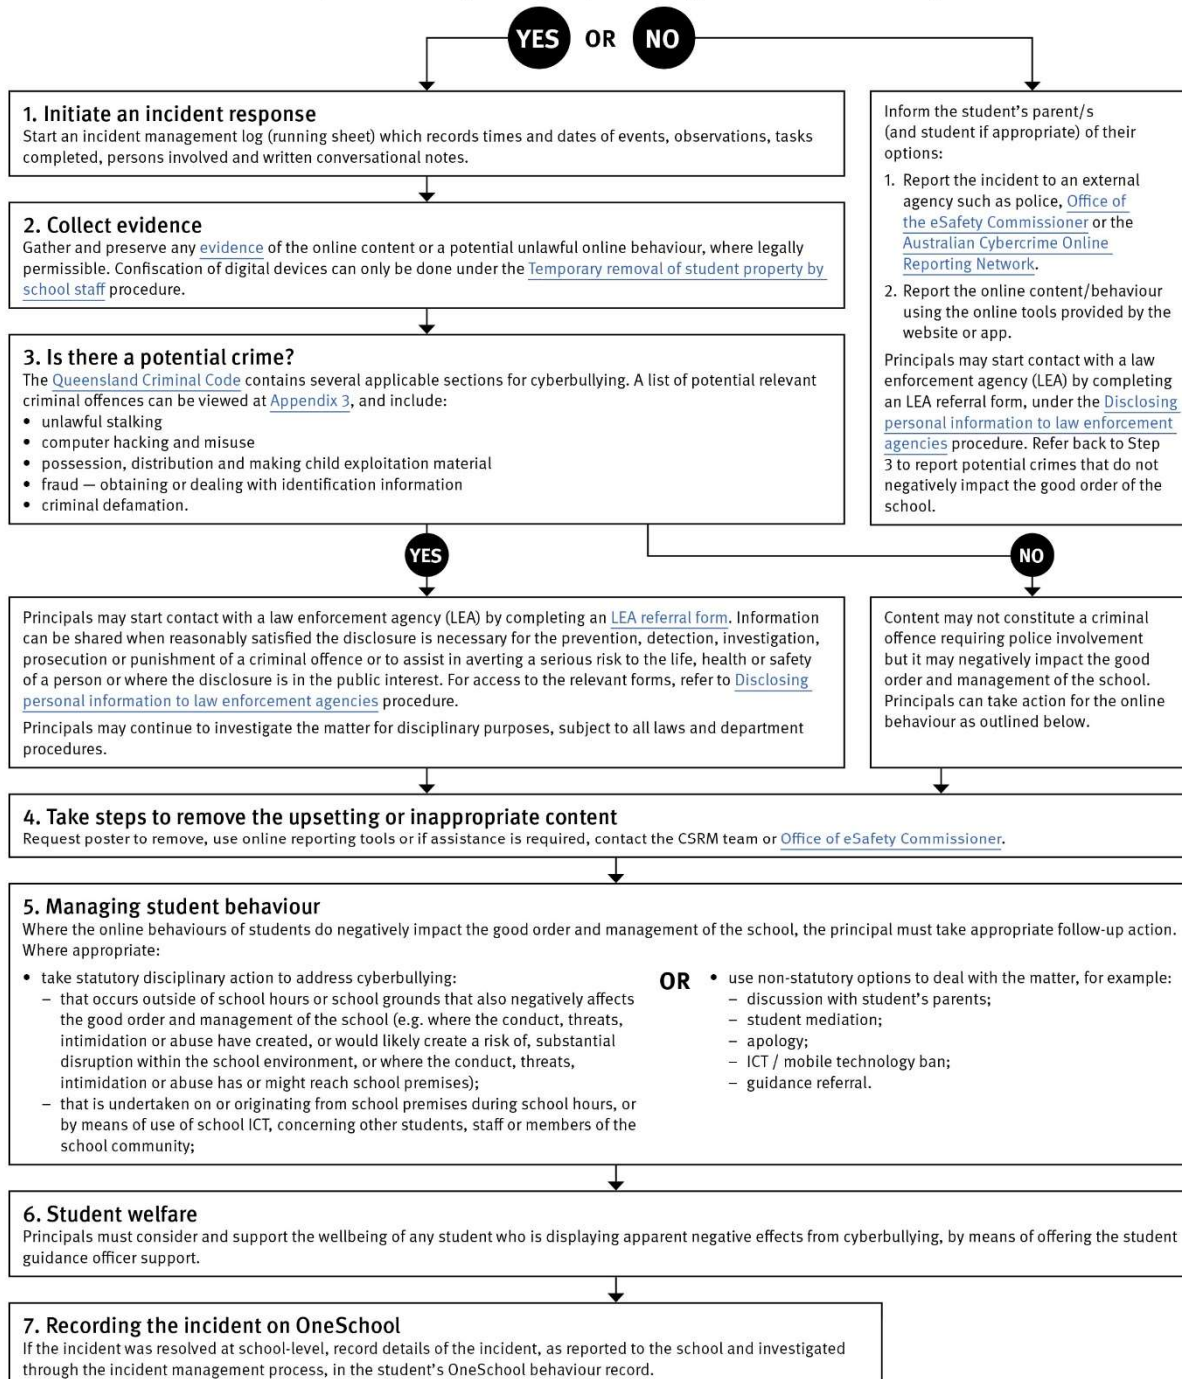 YES OR NO
1. Initiate an incident response
Start an incident management log (running sheet) which records times and dates of events, observations, tasks
completed, persons involved and written conversational notes.
2. Collect evidence
Gather and preserve any evidence of the online content or a potential unlawful online behaviour, where legally
permissible. Confiscation of digital devices can only be done under the Temporary removal of student property by
school staff procedure.
3. Is there a potential crime?
The Queensland Criminal Code contains several applicable sections for cyberbullying. A list of potential relevant
criminal offences can be viewed at Appendix 3, and include:
• unlawful stalking
• computer hacking and misuse
• possession, distribution and making child exploitation material
• fraud — obtaining or dealing with identification information
• criminal defamation.
Inform the student's parent/s
(and student if appropriate) of their
options:
1. Report the incident to an external
agency such as police, Office of
the eSafety Commissioner or the
Australian Cybercrime Online
Reporting Network.
2. Report the online content/behaviour
using the online tools provided by the
website or app.
Principals may start contact with a law
enforcement agency (LEA) by completing
an LEA referral form, under the Disclosing
personal information to law enforcement
agencies procedure. Refer back to Step
3 to report potential crimes that do not
negatively impact the good order of the
school.
YES
NO
Principals may start contact with a law enforcement agency (LEA) by completing an LEA referral form. Information
can be shared when reasonably satisfied the disclosure is necessary for the prevention, detection, investigation,
prosecution or punishment of a criminal offence or to assist in averting a serious risk to the life, health or safety
of a person or where the disclosure is in the public interest. For access to the relevant forms, refer to Disclosing
personal information to law enforcement agencies procedure.
Principals may continue to investigate the matter for disciplinary purposes, subject to all laws and department
procedures.
Content may not constitute a criminal
offence requiring police involvement
but it may negatively impact the good
order and management of the school.
Principals can take action for the online
behaviour as outlined below.
4. Take steps to remove the upsetting or inappropriate content
Request poster to remove, use online reporting tools or if assistance is required, contact the CSRM team or Office of eSafety Commissioner.
5. Managing student behaviour
Where the online behaviours of students do negatively impact the good order and management of the school, the principal must take appropriate follow-up action.
Where appropriate:
• take statutory disciplinary action to address cyberbullying:
– that occurs outside of school hours or school grounds that also negatively affects
the good order and management of the school (e.g. where the conduct, threats,
intimidation or abuse have created, or would likely create a risk of, substantial
disruption within the school environment, or where the conduct, threats,
intimidation or abuse has or might reach school premises);
– that is undertaken on or originating from school premises during school hours, or
by means of use of school ICT, concerning other students, staff or members of the
school community;
OR
• use non-statutory options to deal with the matter, for example:
– discussion with student's parents;
– student mediation;
– apology;
– ICT / mobile technology ban;
– guidance referral.
6. Student welfare
Principals must consider and support the wellbeing of any student who is displaying apparent negative effects from cyberbullying, by means of offering the student
guidance officer support.
7. Recording the incident on OneSchool
If the incident was resolved at school-level, record details of the incident, as reported to the school and investigated
through the incident management process, in the student's OneSchool behaviour record.